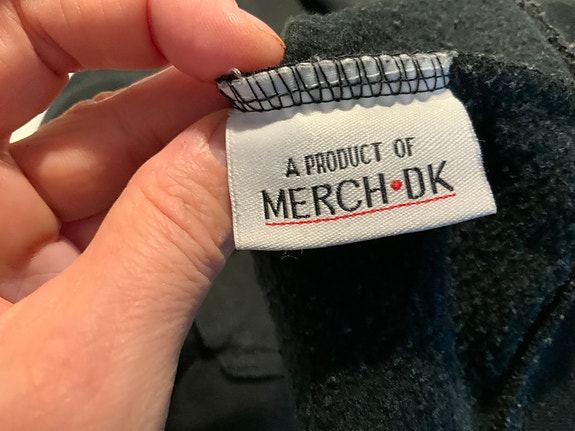 A PRODUCT OF
MERCH•DK